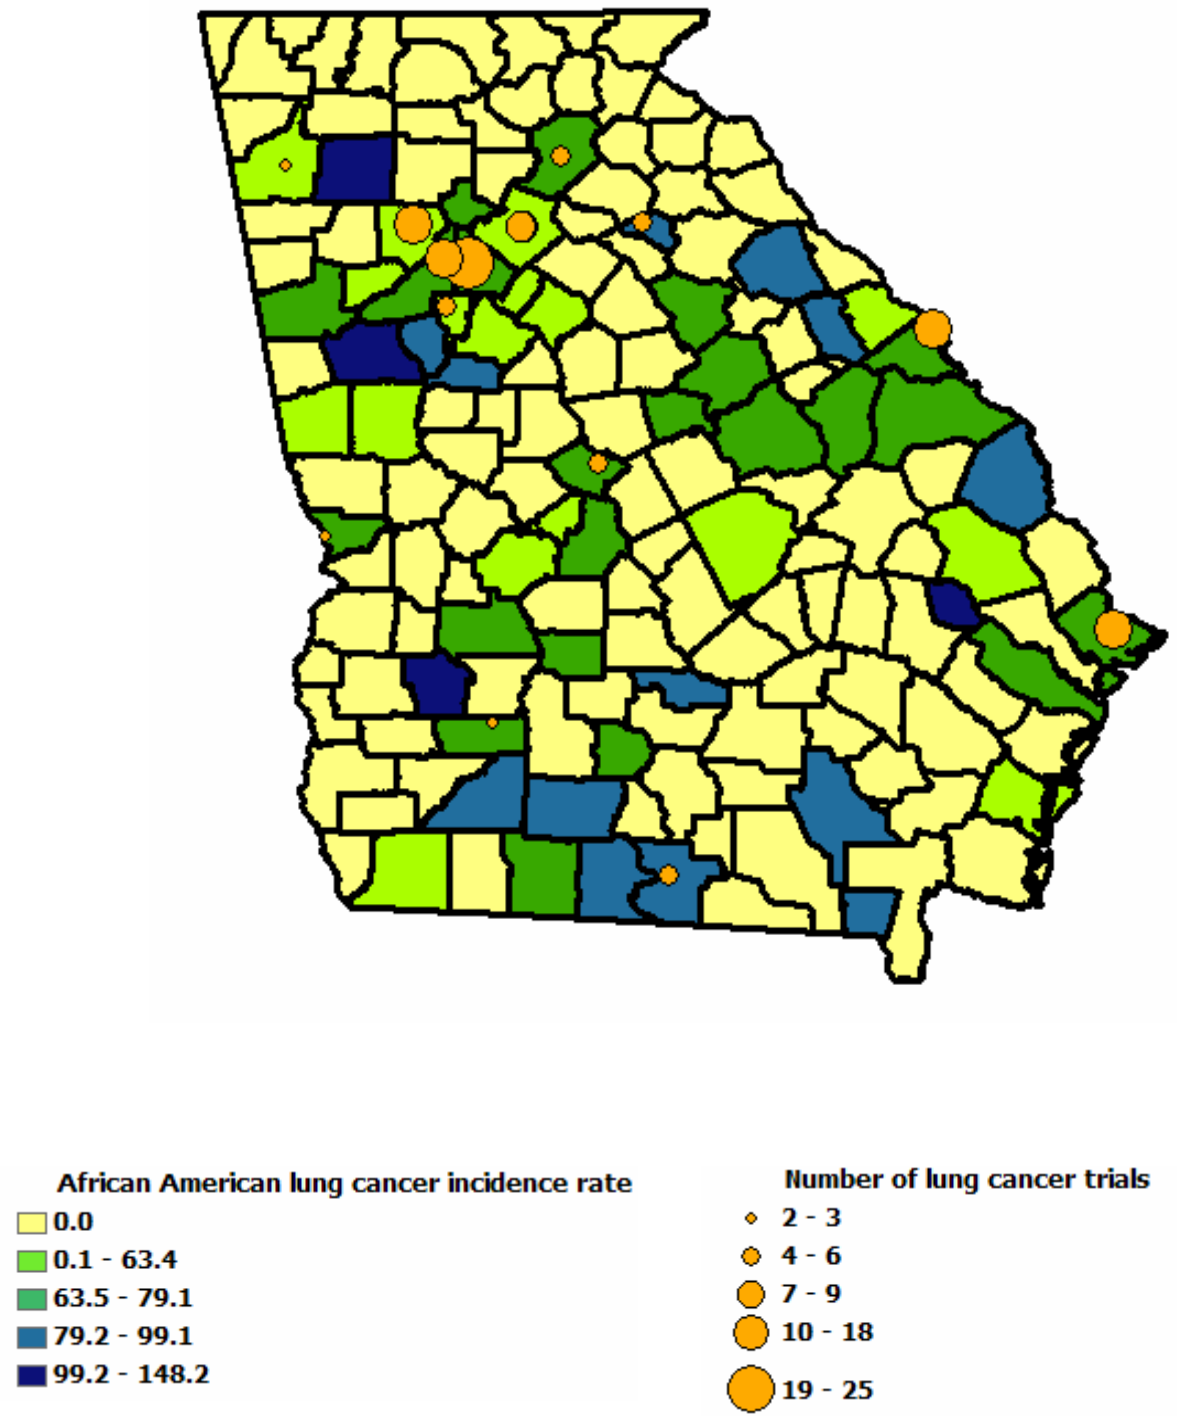 African American lung cancer incidence rate
0.0
0.1 - 63.4
63.5 - 79.1
79.2 - 99.1
99.2 - 148.2
Number of lung cancer trials
2 - 3
4 - 6
7 - 9
10 - 18
19 - 25